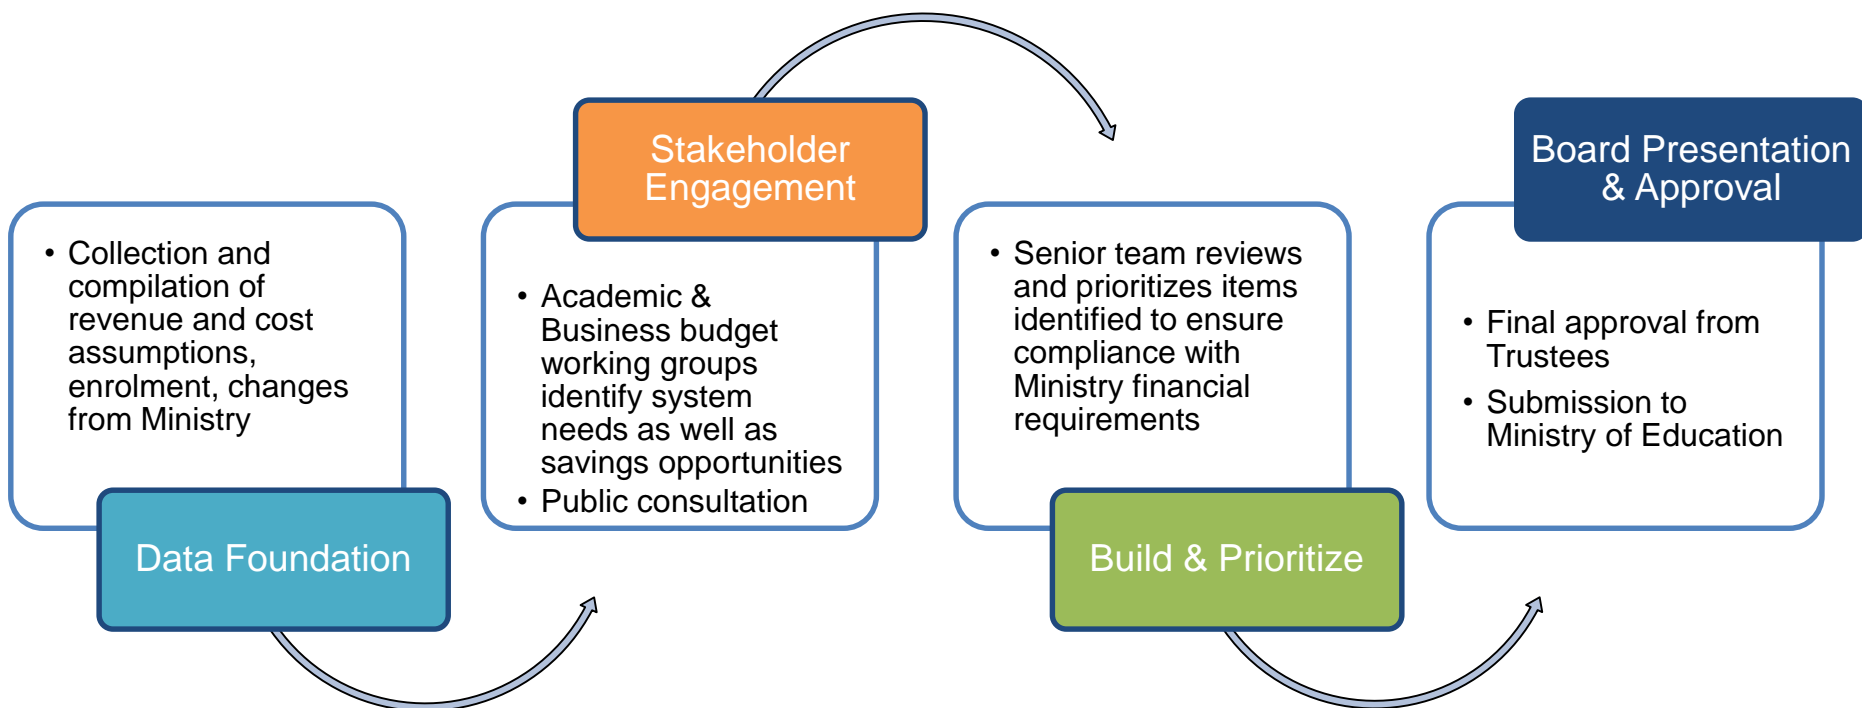 • Collection and
compilation of
revenue and cost
assumptions,
enrolment, changes
from Ministry
Data Foundation
Stakeholder
Engagement
• Academic &
Business budget
working groups
identify system
needs as well as
savings opportunities
• Public consultation
• Senior team reviews
and prioritizes items
identified to ensure
compliance with
Ministry financial
requirements
Build & Prioritize
Board Presentation
& Approval
• Final approval from
Trustees
• Submission to
Ministry of Education